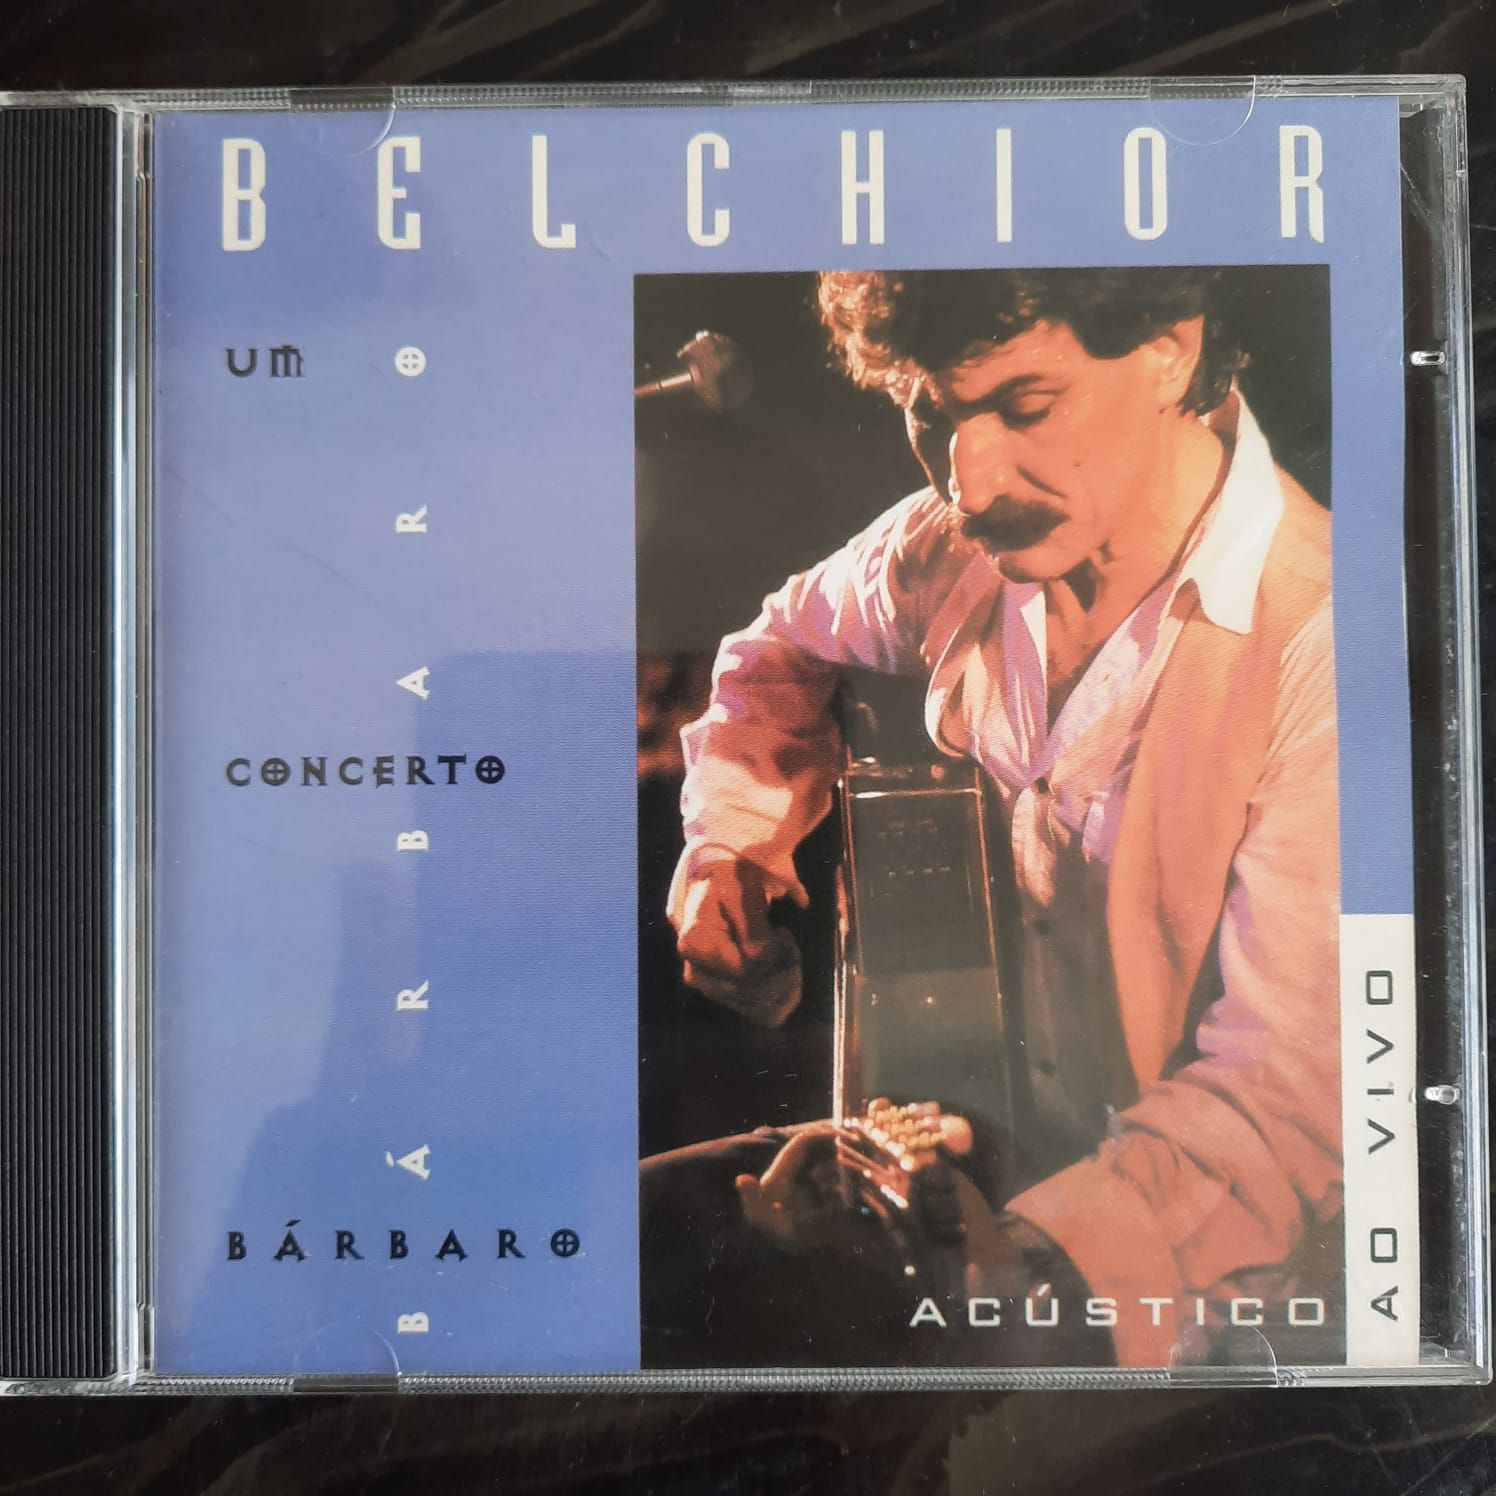 BELCHIOR
UM
CONCERTO
BÁRBARO
BÁRBARO
ACÚSTICO
AO VIVO